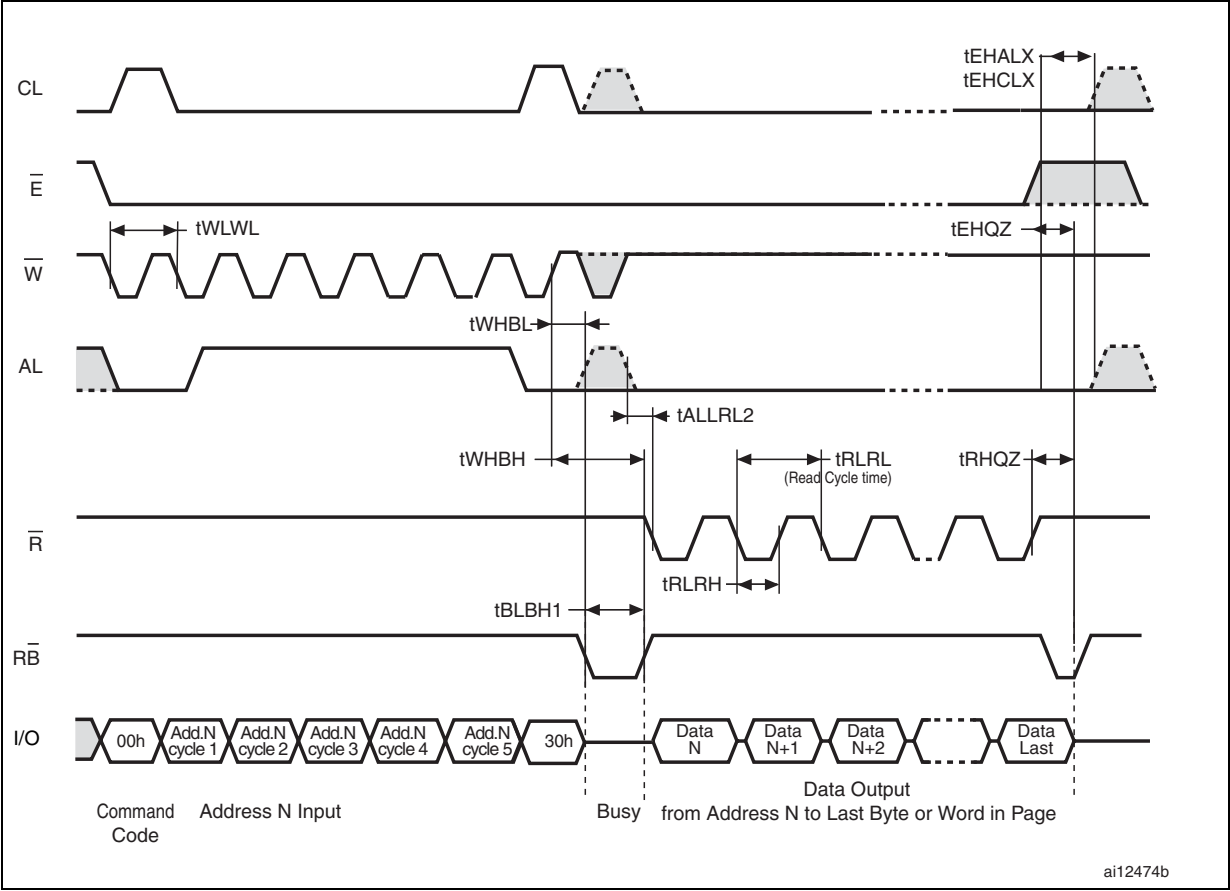 tEHALX
tEHCLX
CL
E̅
tWLWL
tEHQZ
W̅
tWHBL
AL
tALLRL2
tWHBH
tRLRL
(Read Cycle time)
tRHQZ
R̅
tRLRH
tBLBH1
RB̅
I/O
00h
Add.N
cycle 1
Add.N
cycle 2
Add.N
cycle 3
Add.N
cycle 4
Add.N
cycle 5
30h
Data
N
Data
N+1
Data
N+2
Data
Last
Command
Code
Address N Input
Busy
Data Output
from Address N to Last Byte or Word in Page
ai12474b